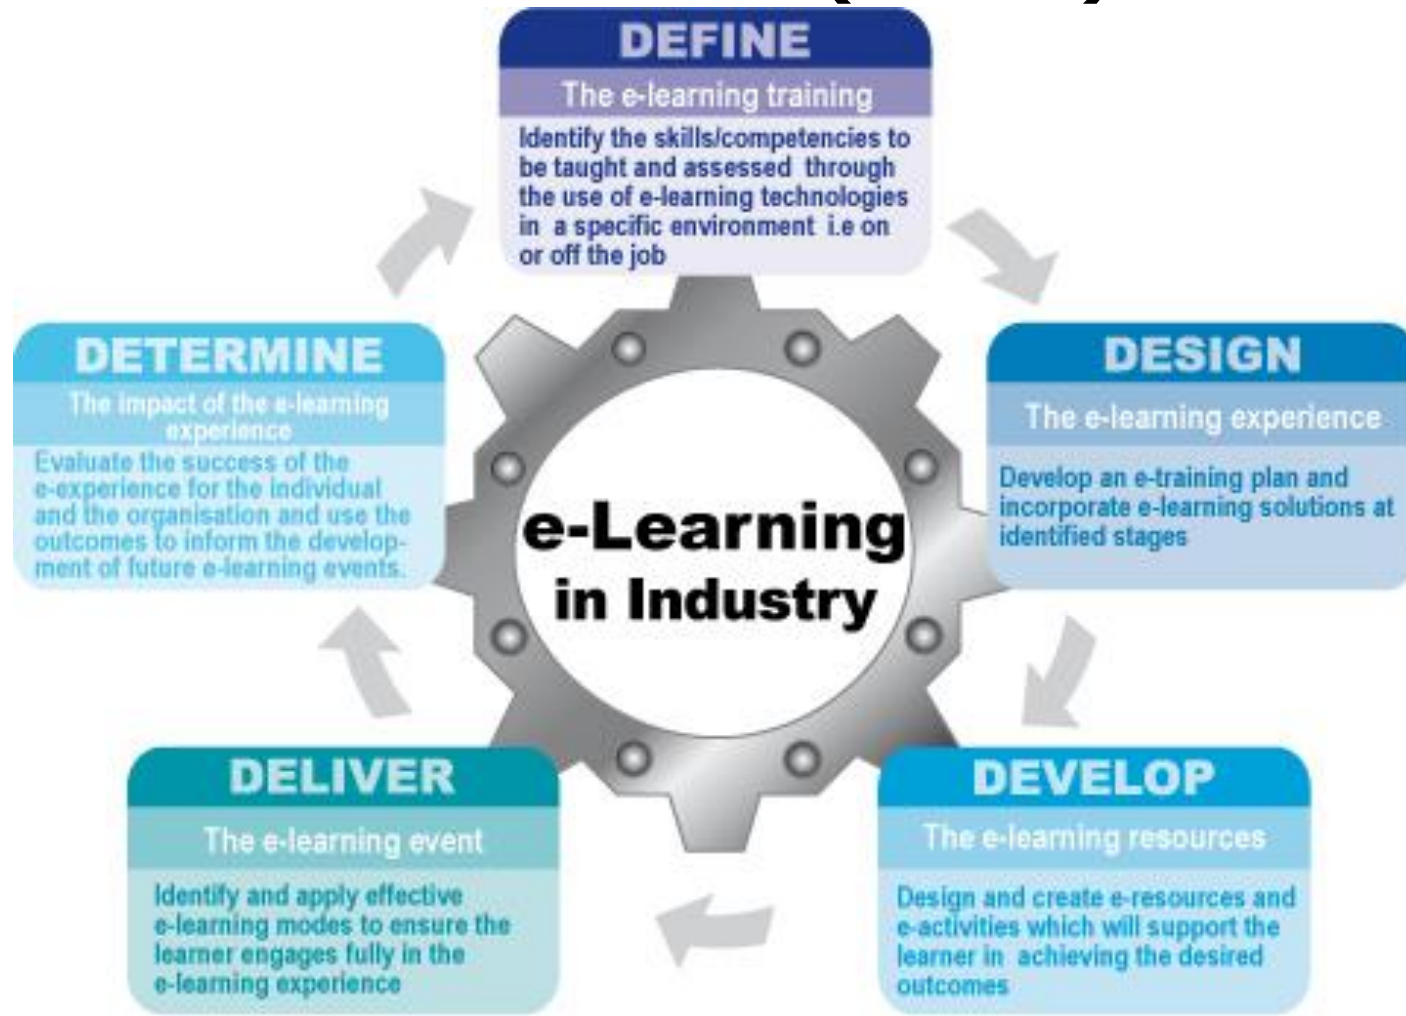 DEFINE
The e-learning training
Identify the skills/competencies to
be taught and assessed through
the use of e-learning technologies
in a specific environment i.e on
or off the job
DESIGN
The e-learning experience
Develop an e-training plan and
incorporate e-learning solutions at
identified stages
DEVELOP
The e-learning resources
Design and create e-resources and
e-activities which will support the
learner in achieving the desired
outcomes
DELIVER
The e-learning event
Identify and apply effective
e-learning modes to ensure the
learner engages fully in the
e-learning experience
DETERMINE
The impact of the e-learning
experience
Evaluate the success of the
e-experience for the individual
and the organisation and use the
outcomes to inform the develop-
ment of future e-learning events.
e-Learning
in Industry